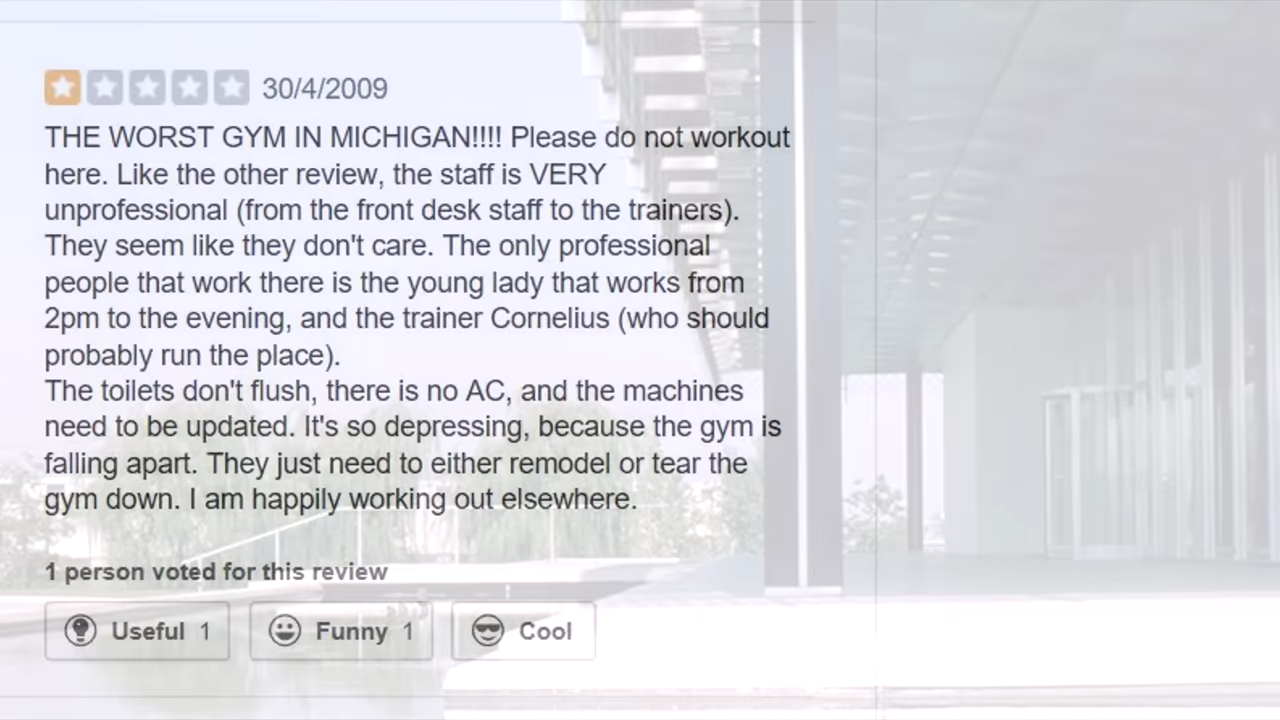 30/4/2009
THE WORST GYM IN MICHIGAN!!!! Please do not workout
here. Like the other review, the staff is VERY
unprofessional (from the front desk staff to the trainers).
They seem like they don't care. The only professional
people that work there is the young lady that works from
2pm to the evening, and the trainer Cornelius (who should
probably run the place).
The toilets don't flush, there is no AC, and the machines
need to be updated. It's so depressing, because the gym is
falling apart. They just need to either remodel or tear the
gym down. I am happily working out elsewhere.
1 person voted for this review
Useful 1 Funny 1 Cool